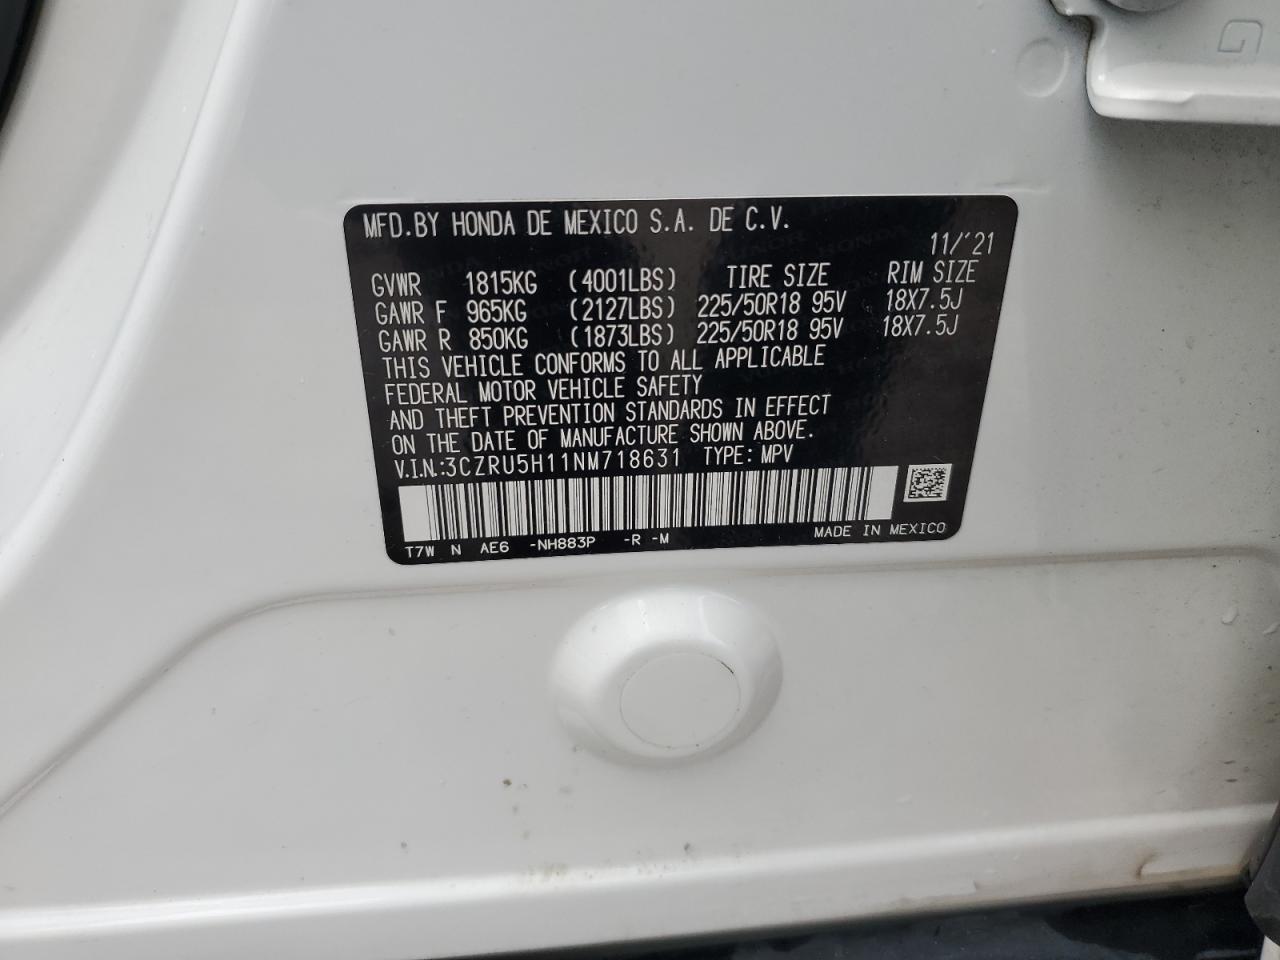 MFD.BY HONDA DE MEXICO S.A. DE C.V.
11/'21
GVWR 1815KG (4001LBS) TIRE SIZE RIM SIZE
GAWR F 965KG (2127LBS) 225/50R18 95V 18X7.5J
GAWR R 850KG (1873LBS) 225/50R18 95V 18X7.5J
THIS VEHICLE CONFORMS TO ALL APPLICABLE
FEDERAL MOTOR VEHICLE SAFETY
AND THEFT PREVENTION STANDARDS IN EFFECT
ON THE DATE OF MANUFACTURE SHOWN ABOVE.
V.I.N.:3CZRU5H11NM718631 TYPE: MPV
T7W N AE6 -NH883P -R -M MADE IN MEXICO
G